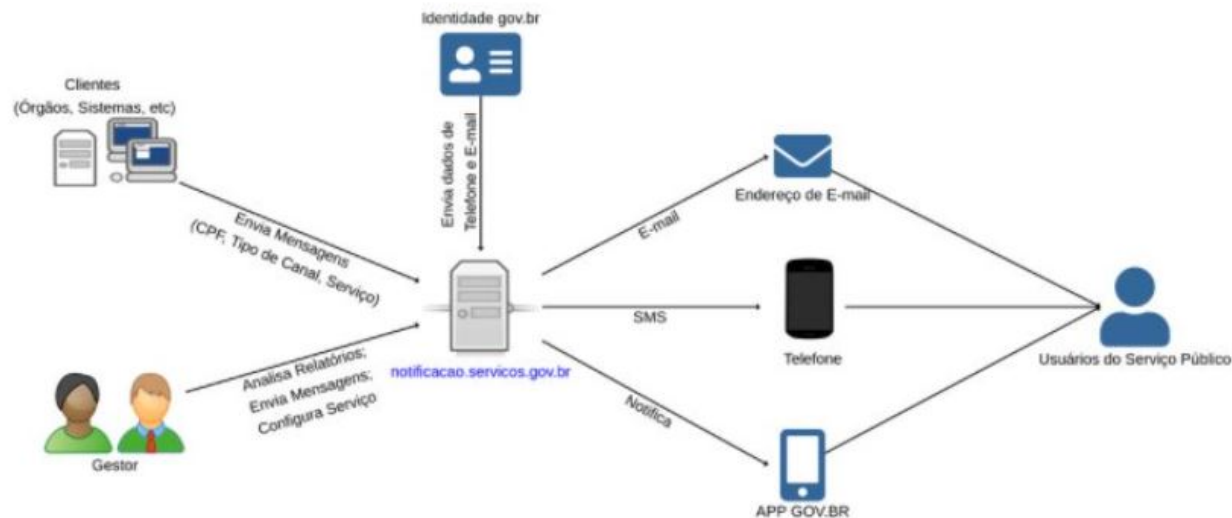 Identidade gov.br
Clientes
(Órgãos, Sistemas, etc)
Envia dados de
Telefone e E-mail
Envia Mensagens
(CPF, Tipo de Canal, Serviço)
E-mail
Endereço de E-mail
SMS
Telefone
Usuários do Serviço Público
notificacao.servicos.gov.br
Analisa Relatórios;
Envia Mensagens;
Configura Serviço
Gestor
Notifica
APP GOV.BR